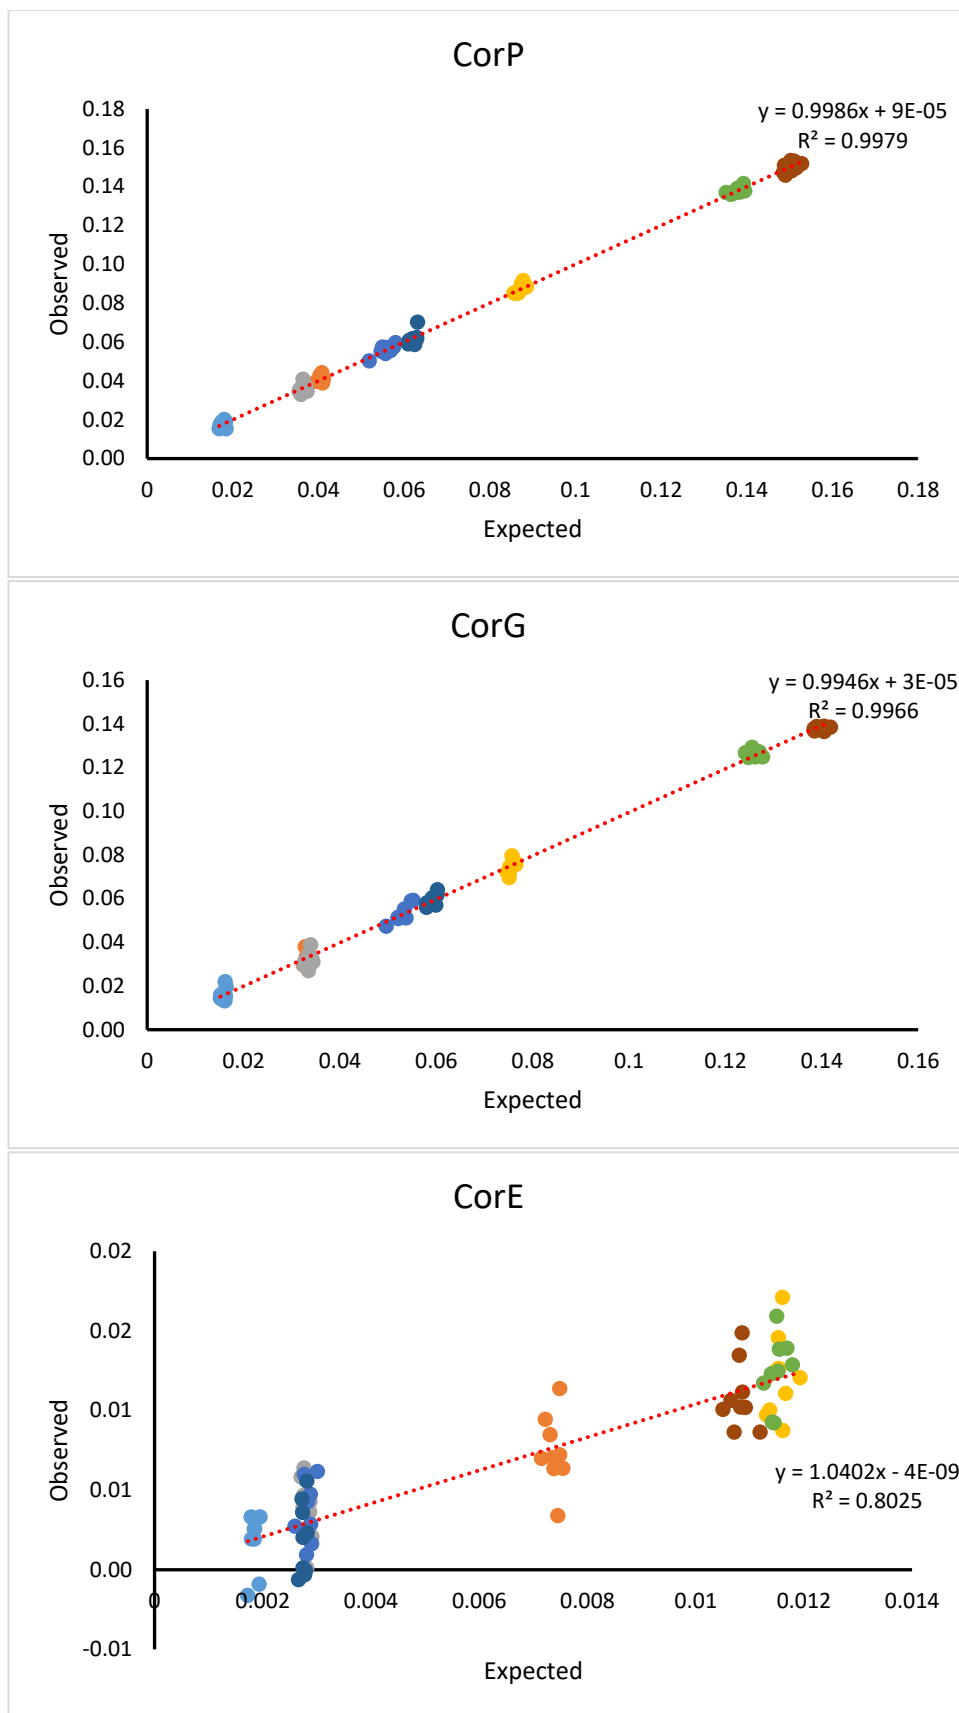 CorP
y = 0.9986x + 9E-05
R² = 0.9979
0.18
0.16
0.14
0.12
0.10
0.08
0.06
0.04
0.02
0.00
Observed
0 0.02 0.04 0.06 0.08 0.1 0.12 0.14 0.16 0.18
Expected
CorG
y = 0.9946x + 3E-05
R² = 0.9966
0.16
0.14
0.12
0.10
0.08
0.06
0.04
0.02
0.00
Observed
0 0.02 0.04 0.06 0.08 0.1 0.12 0.14 0.16
Expected
CorE
0.02
0.02
0.01
0.01
0.00
-0.01
Observed
y = 1.0402x - 4E-09
R² = 0.8025
0 0.002 0.004 0.006 0.008 0.01 0.012 0.014
Expected